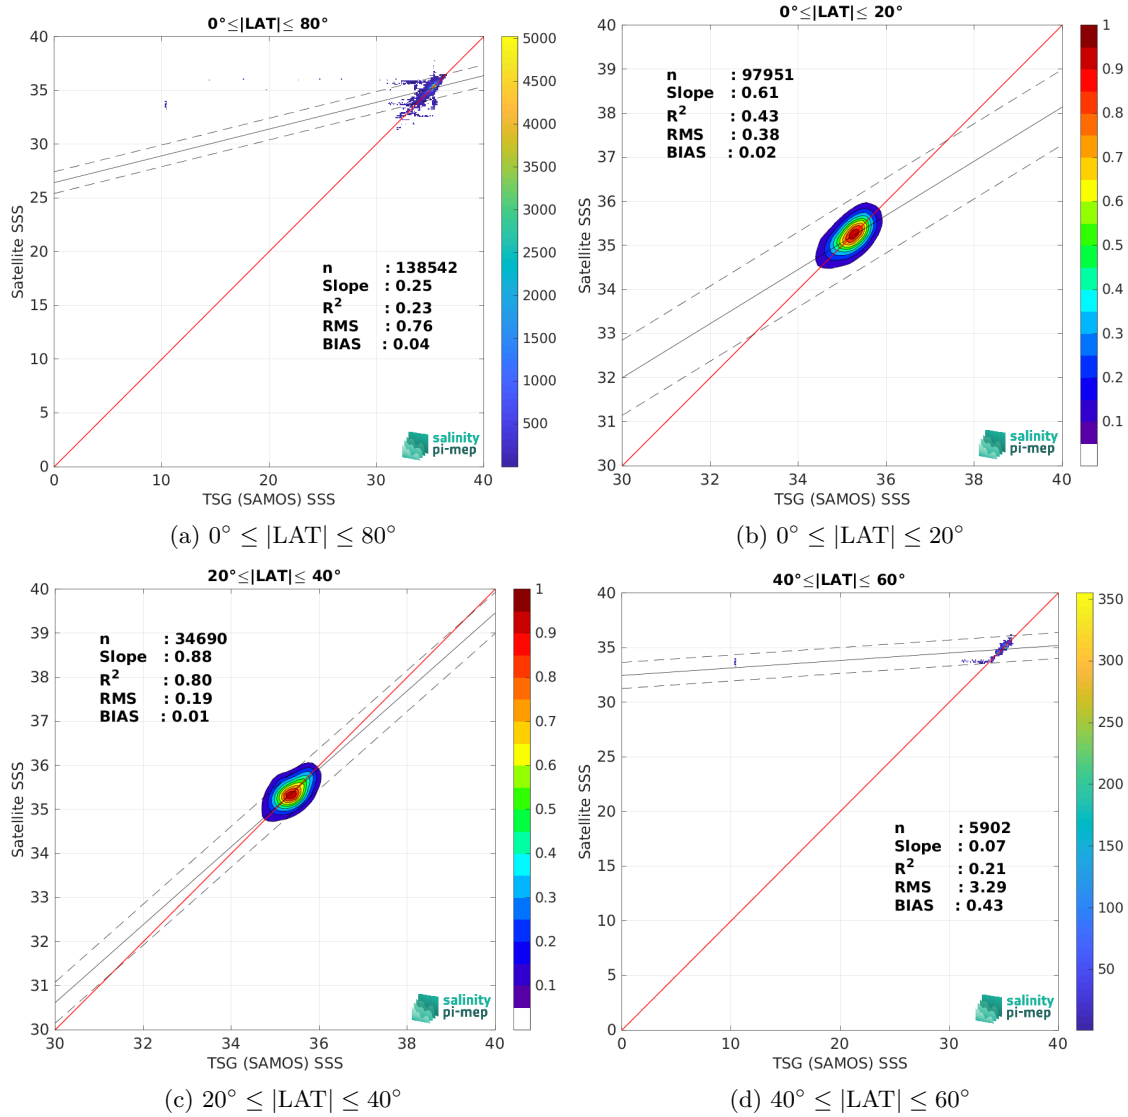 0°≤|LAT|≤ 80°
40
35
30
25
20
15
10
5
0
Satellite SSS
n : 138542
Slope : 0.25
R² : 0.23
RMS : 0.76
BIAS : 0.04
salinity
pi-mep
0 10 20 30 40
TSG (SAMOS) SSS
5000
4500
4000
3500
3000
2500
2000
1500
1000
500
(a) 0° ≤ |LAT| ≤ 80°
0°≤|LAT|≤ 20°
40
39
38
37
36
35
34
33
32
31
30
Satellite SSS
n : 97951
Slope : 0.61
R² : 0.43
RMS : 0.38
BIAS : 0.02
salinity
pi-mep
30 32 34 36 38 40
TSG (SAMOS) SSS
1
0.9
0.8
0.7
0.6
0.5
0.4
0.3
0.2
0.1
(b) 0° ≤ |LAT| ≤ 20°
20°≤|LAT|≤ 40°
40
39
38
37
36
35
34
33
32
31
30
Satellite SSS
n : 34690
Slope : 0.88
R² : 0.80
RMS : 0.19
BIAS : 0.01
salinity
pi-mep
30 32 34 36 38 40
TSG (SAMOS) SSS
1
0.9
0.8
0.7
0.6
0.5
0.4
0.3
0.2
0.1
(c) 20° ≤ |LAT| ≤ 40°
40°≤|LAT|≤ 60°
40
35
30
25
20
15
10
5
0
Satellite SSS
n : 5902
Slope : 0.07
R² : 0.21
RMS : 3.29
BIAS : 0.43
salinity
pi-mep
0 10 20 30 40
TSG (SAMOS) SSS
350
300
250
200
150
100
50
(d) 40° ≤ |LAT| ≤ 60°